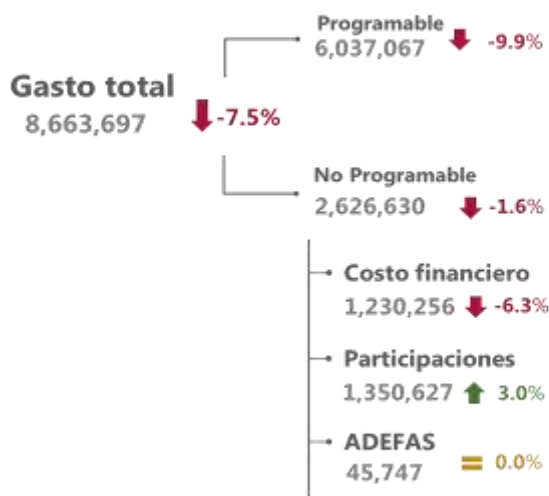 Programable
6,037,067 -9.9%
Gasto total
8,663,697 -7.5%
No Programable
2,626,630 -1.6%
Costo financiero
1,230,256 -6.3%
Participaciones
1,350,627 3.0%
ADEFAS
45,747 0.0%